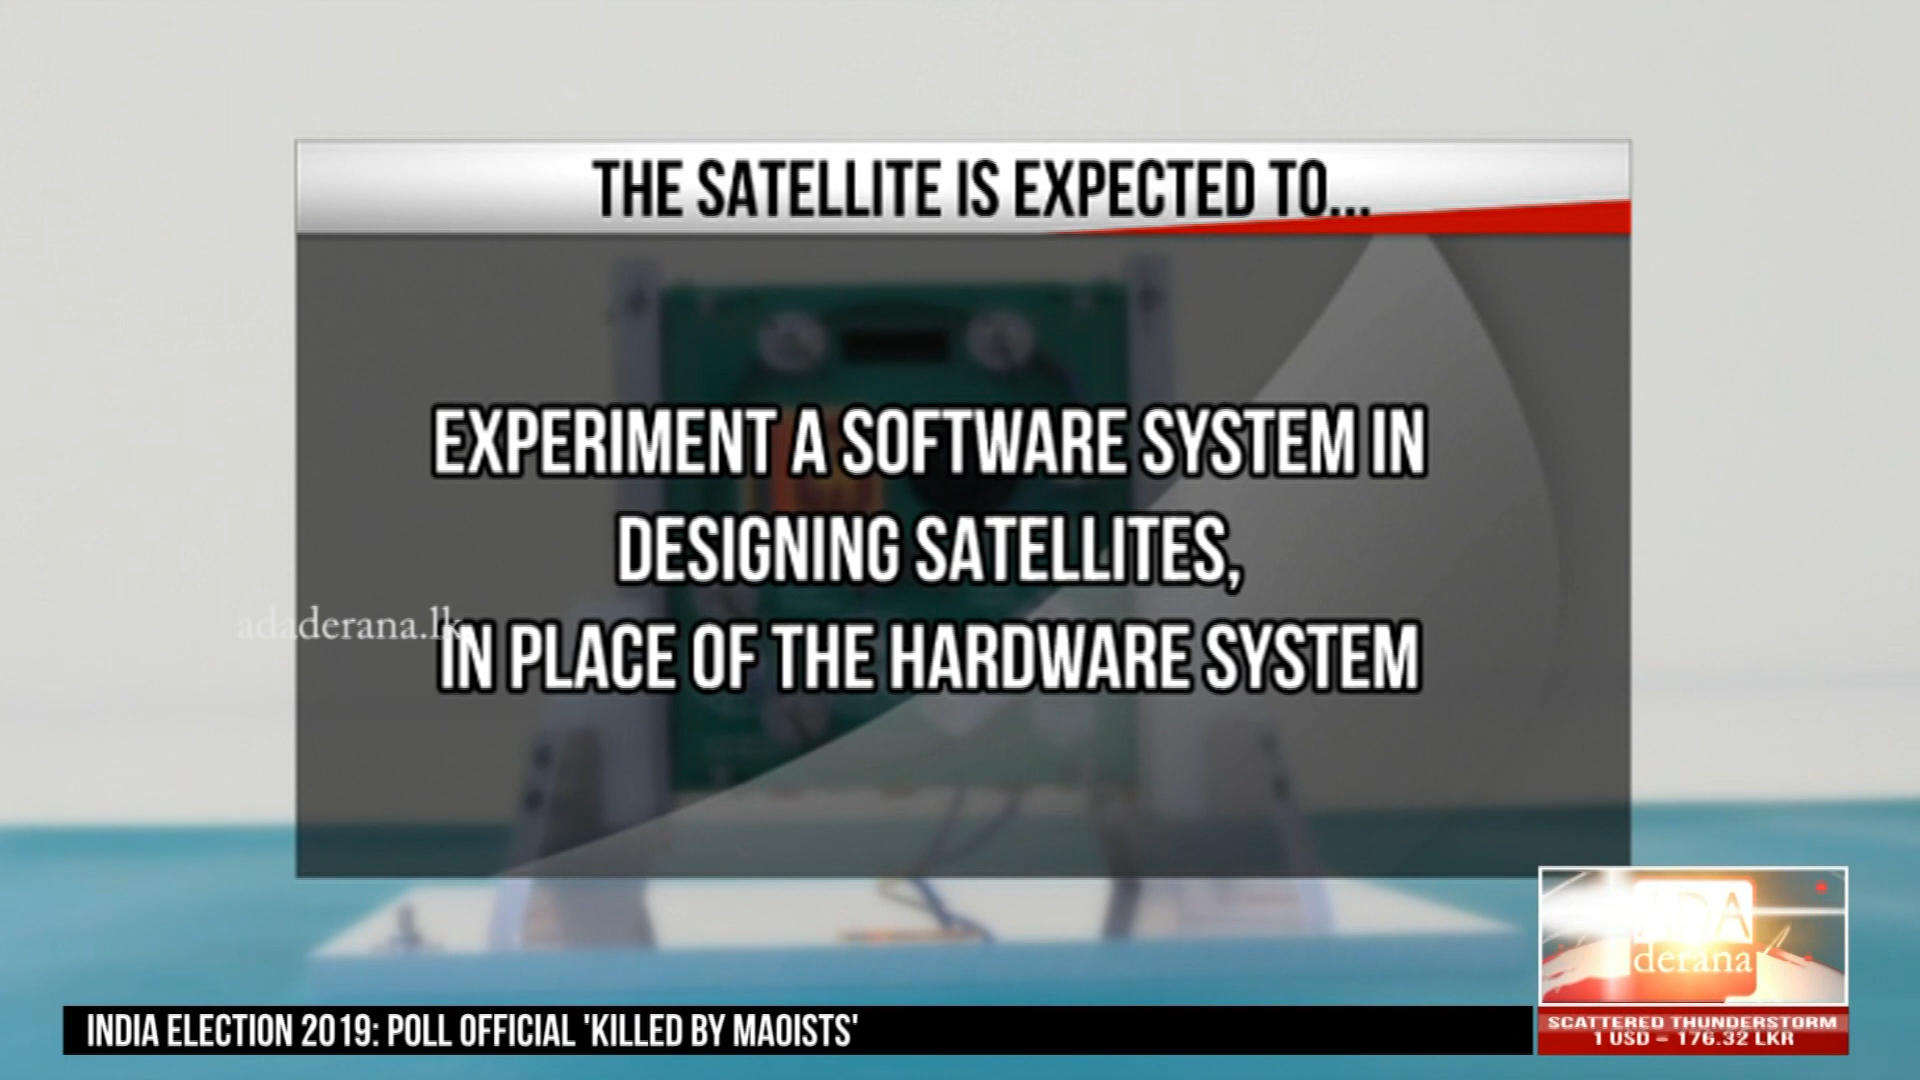 THE SATELLITE IS EXPECTED TO...
EXPERIMENT A SOFTWARE SYSTEM IN
DESIGNING SATELLITES,
IN PLACE OF THE HARDWARE SYSTEM
adaderana.lk
ADA
derana
INDIA ELECTION 2019: POLL OFFICIAL 'KILLED BY MAOISTS'
SCATTERED THUNDERSTORM
1 USD = 176.32 LKR